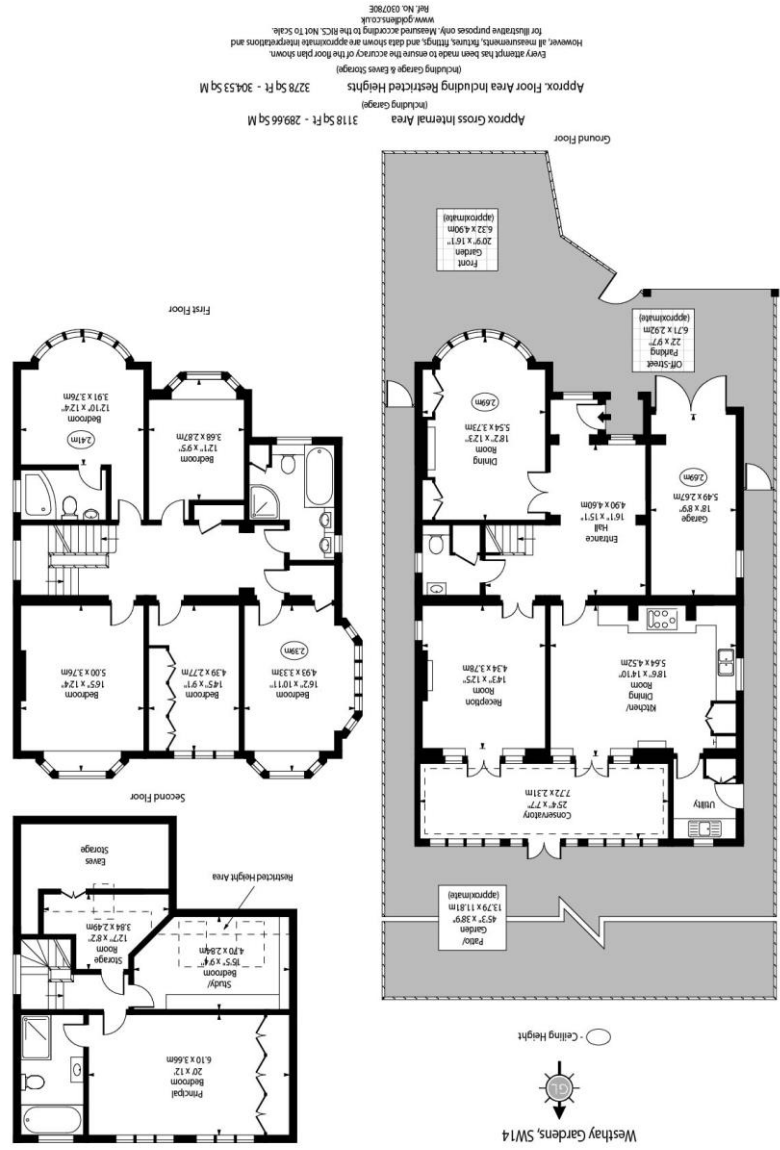 Westhay Gardens, SW14
GL
- Ceiling Height
Patio/
Garden
45'3" x 38'9"
13.79 x 11.81m
(approximate)
Conservatory
25'4" x 7'7"
7.72 x 2.31m
Utility
Kitchen/
Dining
Room
18'6" x 14'10"
5.64 x 4.52m
Reception
Room
14'3" x 12'5"
4.34 x 3.78m
Entrance
Hall
16'1" x 15'1"
4.90 x 4.60m
Garage
18' x 8'9"
5.49 x 2.67m
2.69m
Dining
Room
18'2" x 12'3"
5.54 x 3.73m
2.69m
Off-Street
Parking
22' x 9'7"
6.71 x 2.92m
(approximate)
Front
Garden
20'9" x 16'1"
6.32 x 4.90m
(approximate)
Ground Floor
Principal
Bedroom
20' x 12'
6.10 x 3.66m
Study/
Bedroom
15'5" x 9'4"
4.70 x 2.84m
Storage
Room
12'7" x 8'2"
3.84 x 2.49m
Restricted Height Area
Eaves
Storage
Second Floor
Bedroom
16'2" x 10'11"
4.93 x 3.33m
2.39m
Bedroom
14'5" x 9'1"
4.39 x 2.77m
Bedroom
16'5" x 12'4"
5.00 x 3.76m
Bedroom
12'1" x 9'5"
3.68 x 2.87m
Bedroom
12'10" x 12'4"
3.91 x 3.76m
2.41m
First Floor
Approx Gross Internal Area 3118 Sq Ft - 289.66 Sq M
(Including Garage)
Approx. Floor Area Including Restricted Heights 3278 Sq Ft - 304.53 Sq M
(Including Garage & Eaves Storage)
Every attempt has been made to ensure the accuracy of the floor plan shown.
However, all measurements, fixtures, fittings, and data shown are approximate interpretations and
for illustrative purposes only. Measured according to the RICS. Not To Scale.
www.goldlens.co.uk
Ref. No. 030780E